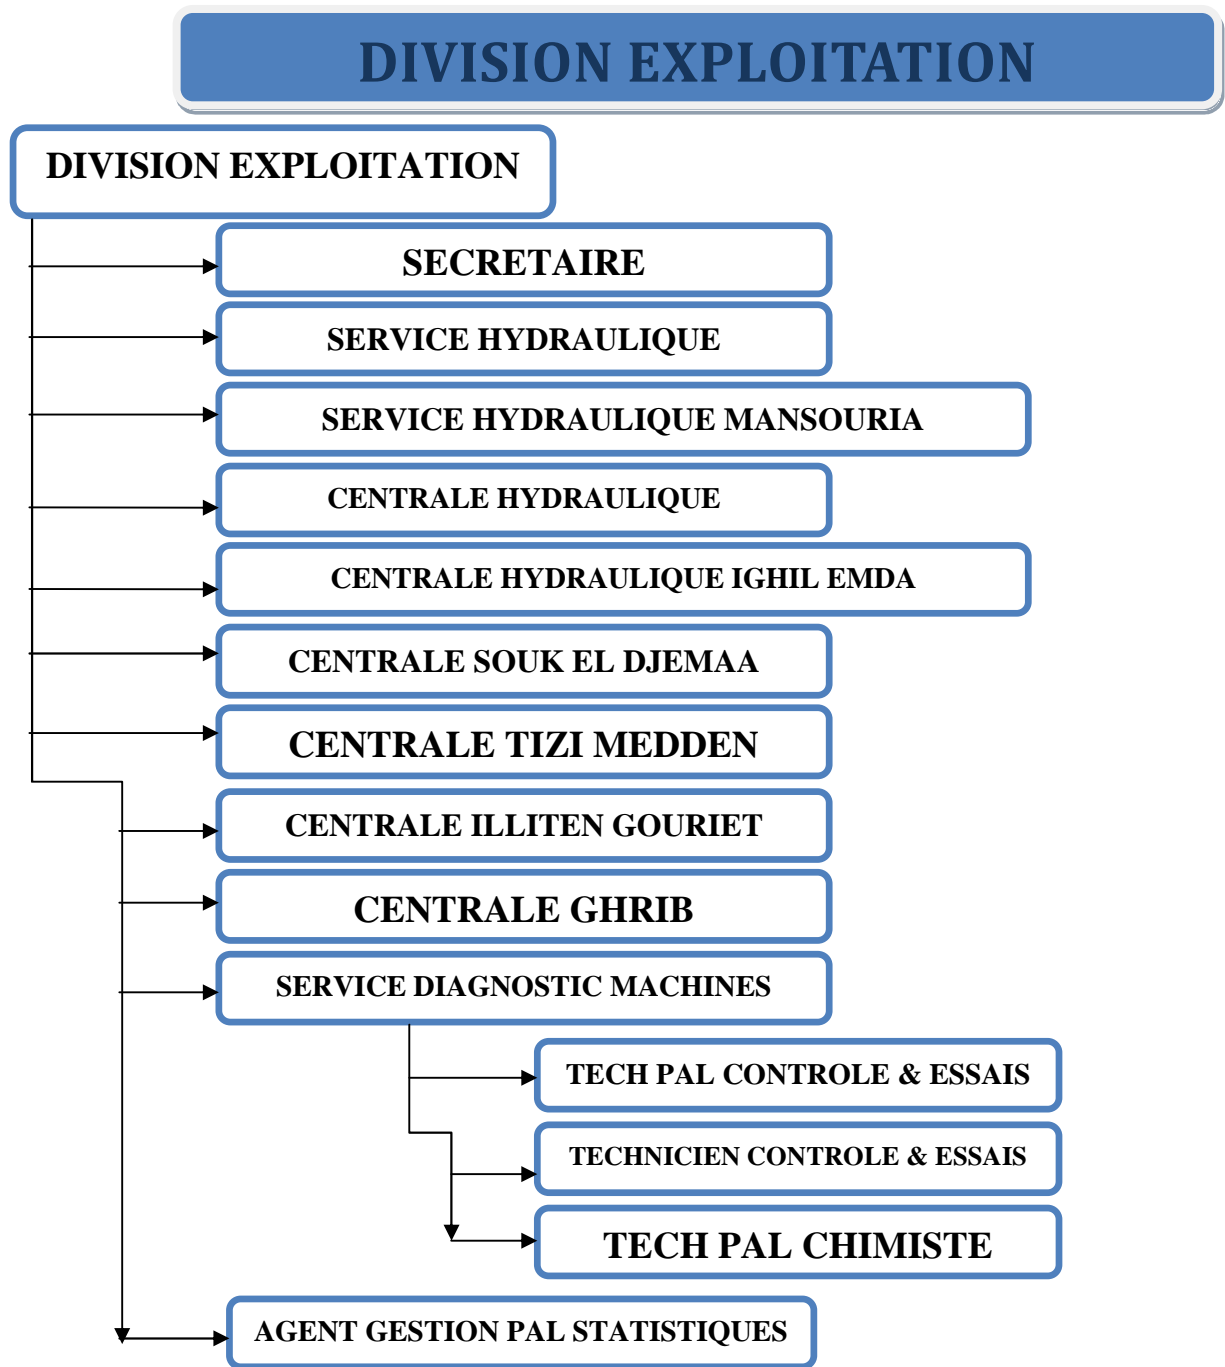 DIVISION EXPLOITATION
DIVISION EXPLOITATION
SECRETAIRE
SERVICE HYDRAULIQUE
SERVICE HYDRAULIQUE MANSOURIA
CENTRALE HYDRAULIQUE
CENTRALE HYDRAULIQUE IGHIL EMDA
CENTRALE SOUK EL DJEMAA
CENTRALE TIZI MEDDEN
CENTRALE ILLITEN GOURIET
CENTRALE GHRIB
SERVICE DIAGNOSTIC MACHINES
TECH PAL CONTROLE & ESSAIS
TECHNICIEN CONTROLE & ESSAIS
TECH PAL CHIMISTE
AGENT GESTION PAL STATISTIQUES